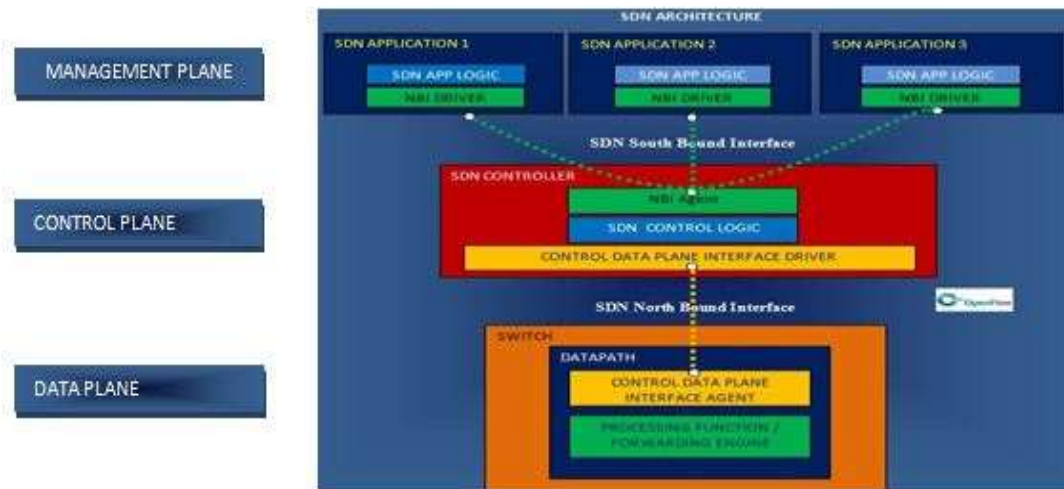 SDN ARCHITECTURE
MANAGEMENT PLANE
SDN APPLICATION 1
SDN APP LOGIC
NBI DRIVER
SDN APPLICATION 2
SDN APP LOGIC
NBI DRIVER
SDN APPLICATION 3
SDN APP LOGIC
NBI DRIVER
SDN South Bound Interface
CONTROL PLANE
SDN CONTROLLER
NBI Agent
SDN CONTROL LOGIC
CONTROL DATA PLANE INTERFACE DRIVER
SDN North Bound Interface
OpenFlow
DATA PLANE
SWITCH
DATAPATH
CONTROL DATA PLANE
INTERFACE AGENT
PROCESSING FUNCTION /
FORWARDING ENGINE